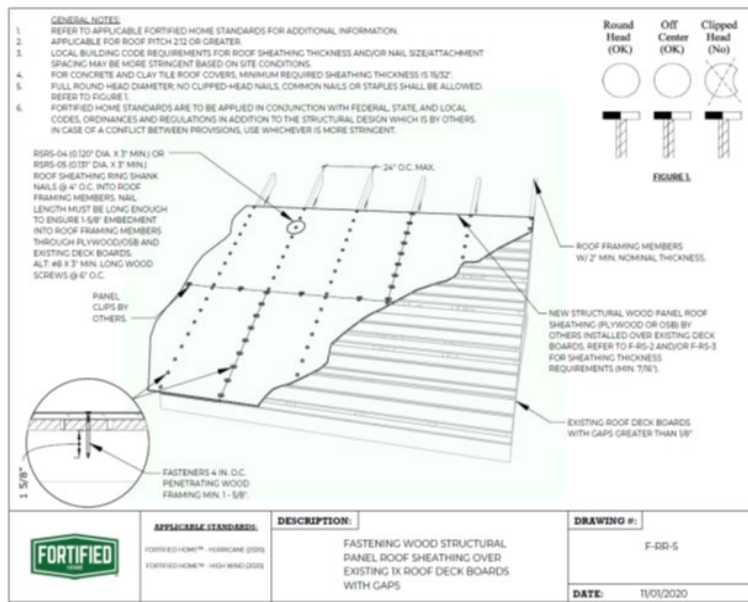 GENERAL NOTES:
1. REFER TO APPLICABLE FORTIFIED HOME STANDARDS FOR ADDITIONAL INFORMATION.
2. APPLICABLE FOR ROOF PITCH 2:12 OR GREATER.
3. LOCAL BUILDING CODE REQUIREMENTS FOR ROOF SHEATHING THICKNESS AND/OR NAIL SIZE/ATTACHMENT
SPACING MAY BE MORE STRINGENT BASED ON SITE CONDITIONS.
4. FOR CONCRETE AND CLAY TILE ROOF COVERS, MINIMUM REQUIRED SHEATHING THICKNESS IS 15/32".
5. FULL ROUND HEAD DIAMETER; NO CLIPPED-HEAD NAILS, COMMON NAILS OR STAPLES SHALL BE ALLOWED.
REFER TO FIGURE 1.
6. FORTIFIED HOME STANDARDS ARE TO BE APPLIED IN CONJUNCTION WITH FEDERAL, STATE, AND LOCAL
CODES, ORDINANCES AND REGULATIONS IN ADDITION TO THE STRUCTURAL DESIGN WHICH IS BY OTHERS.
IN CASE OF A CONFLICT BETWEEN PROVISIONS, USE WHICHEVER IS MORE STRINGENT.
Round Head (OK)
Off Center (OK)
Clipped Head (No)
FIGURE 1.
RSRS-04 (0.120" DIA. X 3" MIN.) OR
RSRS-05 (0.131" DIA. X 3" MIN.)
ROOF SHEATHING RING SHANK
NAILS @ 4" O.C. INTO ROOF
FRAMING MEMBERS. NAIL
LENGTH MUST BE LONG ENOUGH
TO ENSURE 1-5/8" EMBEDMENT
INTO ROOF FRAMING MEMBERS
THROUGH PLYWOOD/OSB AND
EXISTING DECK BOARDS.
ALT: #8 X 3" MIN. LONG WOOD
SCREWS @ 6" O.C.
24" O.C. MAX.
PANEL
CLIPS BY
OTHERS.
ROOF FRAMING MEMBERS
W/ 2" MIN. NOMINAL THICKNESS.
NEW STRUCTURAL WOOD PANEL ROOF
SHEATHING (PLYWOOD OR OSB) BY
OTHERS INSTALLED OVER EXISTING DECK
BOARDS. REFER TO F-RS-2 AND/OR F-RS-3
FOR SHEATHING THICKNESS
REQUIREMENTS (MIN. 7/16").
EXISTING ROOF DECK BOARDS
WITH GAPS GREATER THAN 1/8"
1 5/8"
FASTENERS 4 IN. O.C.
PENETRATING WOOD
FRAMING MIN. 1 - 5/8".
FORTIFIED
HOME
APPLICABLE STANDARDS:
FORTIFIED HOME™ - HURRICANE (2020)
FORTIFIED HOME™ - HIGH WIND (2020)
DESCRIPTION:
FASTENING WOOD STRUCTURAL
PANEL ROOF SHEATHING OVER
EXISTING 1X ROOF DECK BOARDS
WITH GAPS
DRAWING #:
F-RR-5
DATE: 11/01/2020